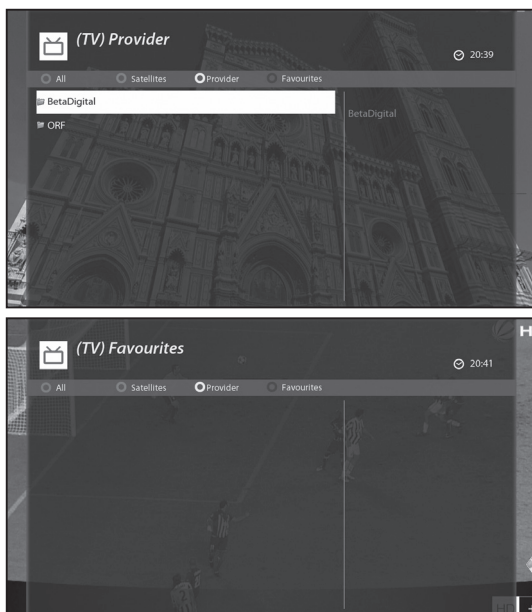 (TV) Provider
20:39
All Satellites Provider Favourites
BetaDigital
BetaDigital
ORF
(TV) Favourites
20:41
All Satellites Provider Favourites